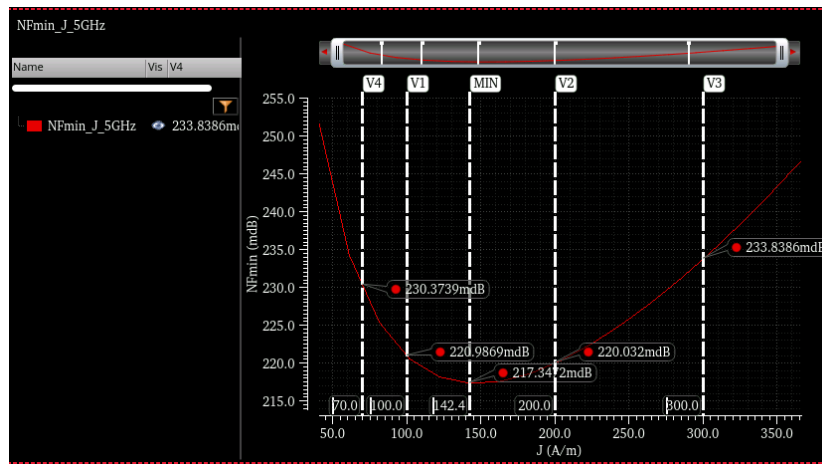 NFmin_J_5GHz
Name Vis V4
NFmin_J_5GHz 233.8386m
V4 V1 MIN V2 V3
255.0
250.0
245.0
240.0
235.0
230.0
225.0
220.0
215.0
NFmin (mdB)
233.8386mdB
230.3739mdB
220.9869mdB
220.032mdB
217.3472mdB
70.0 100.0 142.4 200.0 300.0
50.0 100.0 150.0 200.0 250.0 300.0 350.0
J (A/m)